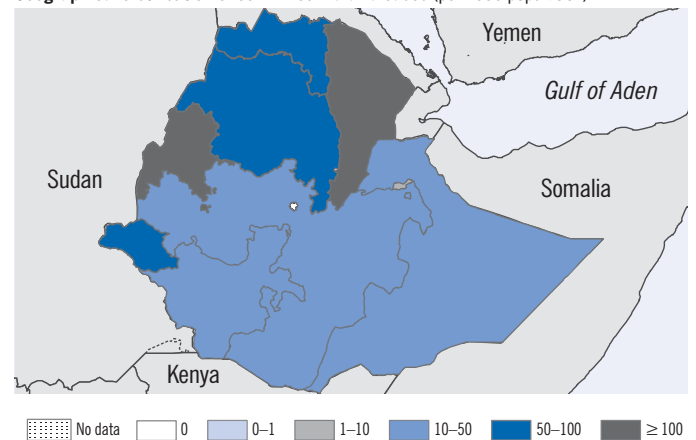 Yemen
Gulf of Aden
Sudan
Somalia
Kenya
No data 0 0–1 1–10 10–50 50–100 ≥ 100